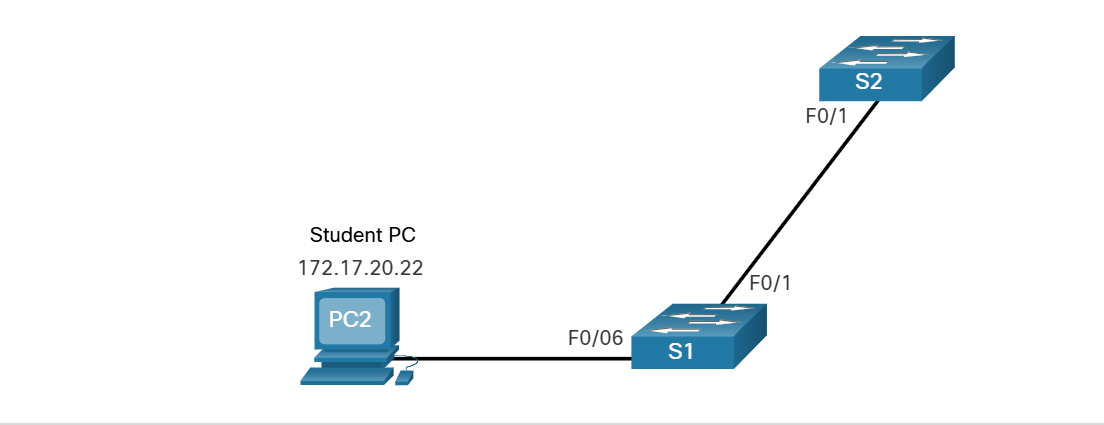 S2
F0/1
Student PC
172.17.20.22
F0/1
PC2
F0/06
S1